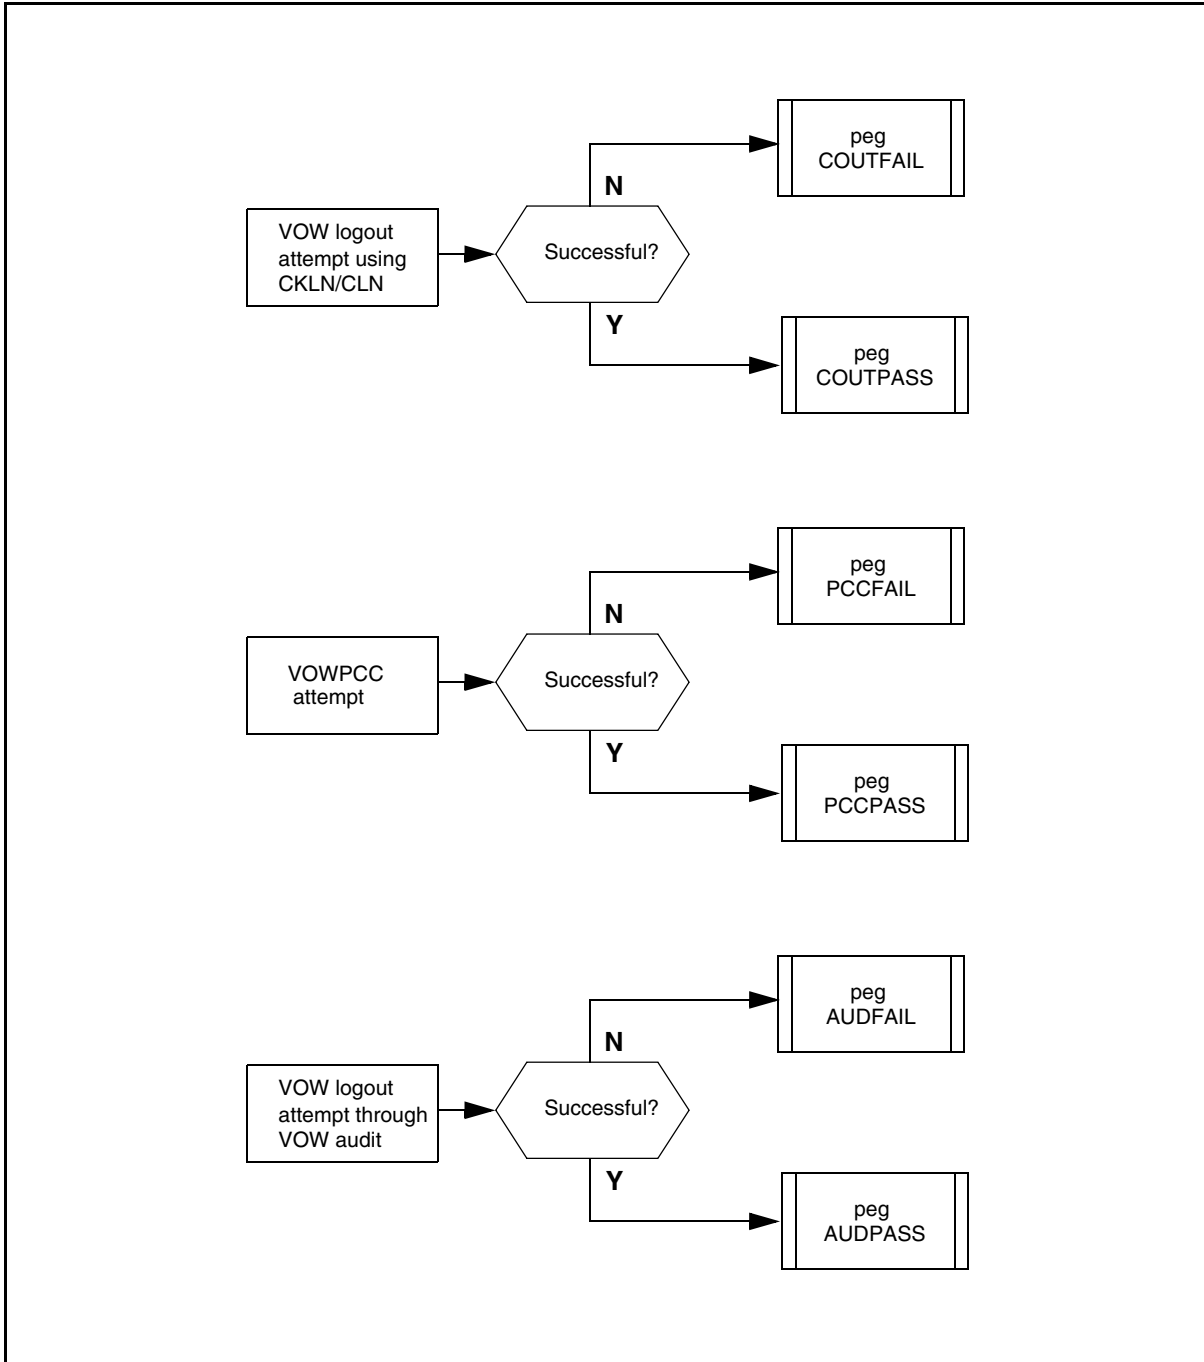 peg
COUTFAIL
N
VOW logout
attempt using
CKLN/CLN
Successful?
Y
peg
COUTPASS
peg
PCCFAIL
N
VOWPCC
attempt
Successful?
Y
peg
PCCPASS
peg
AUDFAIL
N
VOW logout
attempt through
VOW audit
Successful?
Y
peg
AUDPASS